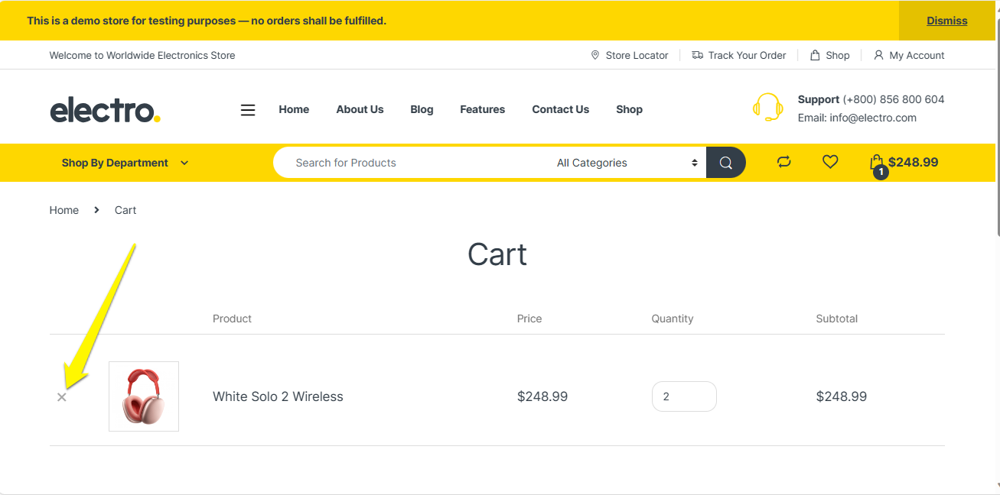 This is a demo store for testing purposes — no orders shall be fulfilled. Dismiss
Welcome to Worldwide Electronics Store Store Locator Track Your Order Shop My Account
electro. Home About Us Blog Features Contact Us Shop Support (+800) 856 800 604
Email: info@electro.com
Shop By Department Search for Products All Categories $248.99
1
Home Cart
Cart
Product Price Quantity Subtotal
White Solo 2 Wireless $248.99 2 $248.99